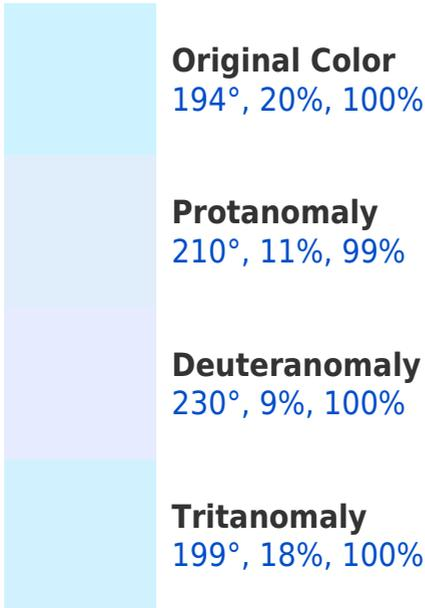 Original Color
194°, 20%, 100%
Protanomaly
210°, 11%, 99%
Deuteranomaly
230°, 9%, 100%
Tritanomaly
199°, 18%, 100%